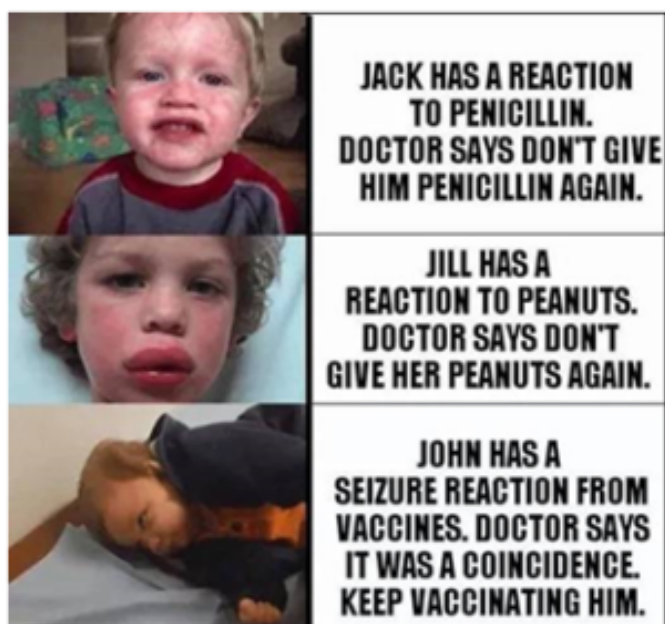 JACK HAS A REACTION
TO PENICILLIN.
DOCTOR SAYS DON'T GIVE
HIM PENICILLIN AGAIN.
JILL HAS A
REACTION TO PEANUTS.
DOCTOR SAYS DON'T
GIVE HER PEANUTS AGAIN.
JOHN HAS A
SEIZURE REACTION FROM
VACCINES. DOCTOR SAYS
IT WAS A COINCIDENCE.
KEEP VACCINATING HIM.